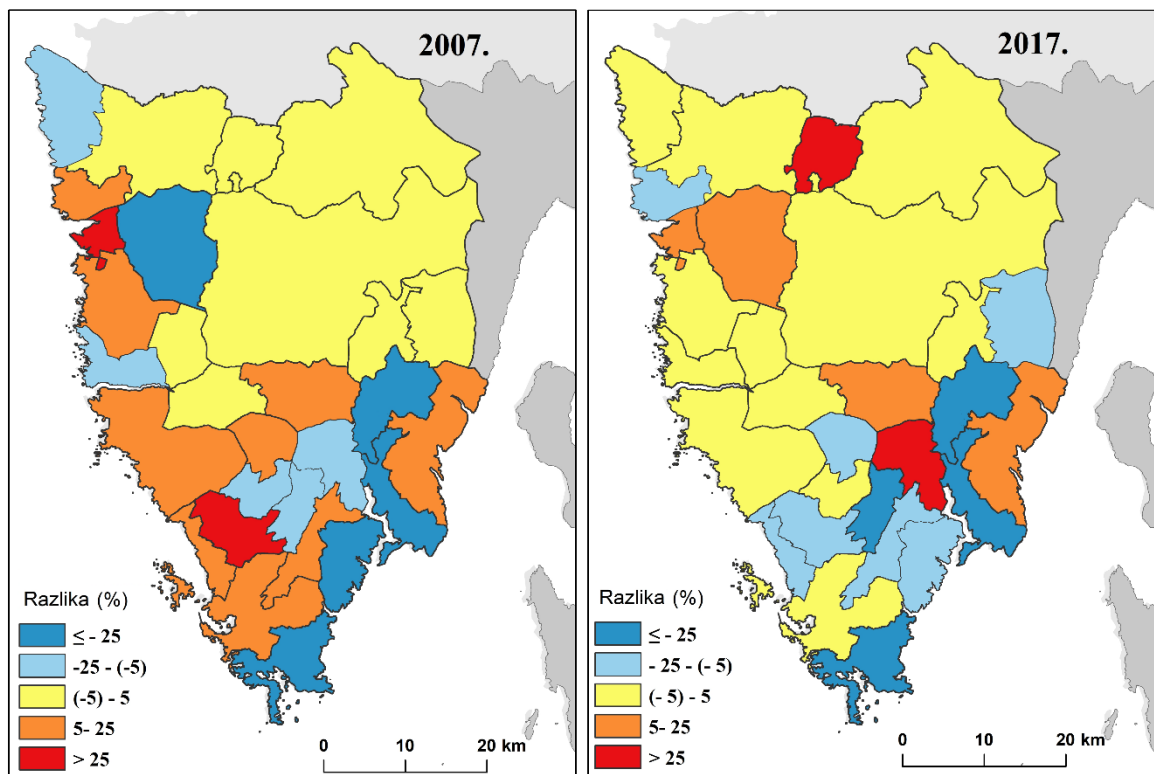 2007.
Razlika (%)
≤ - 25
-25 - (-5)
(-5) - 5
5- 25
> 25
0 10 20 km
2017.
Razlika (%)
≤ - 25
- 25 - (- 5)
(- 5) - 5
5- 25
> 25
0 10 20 km